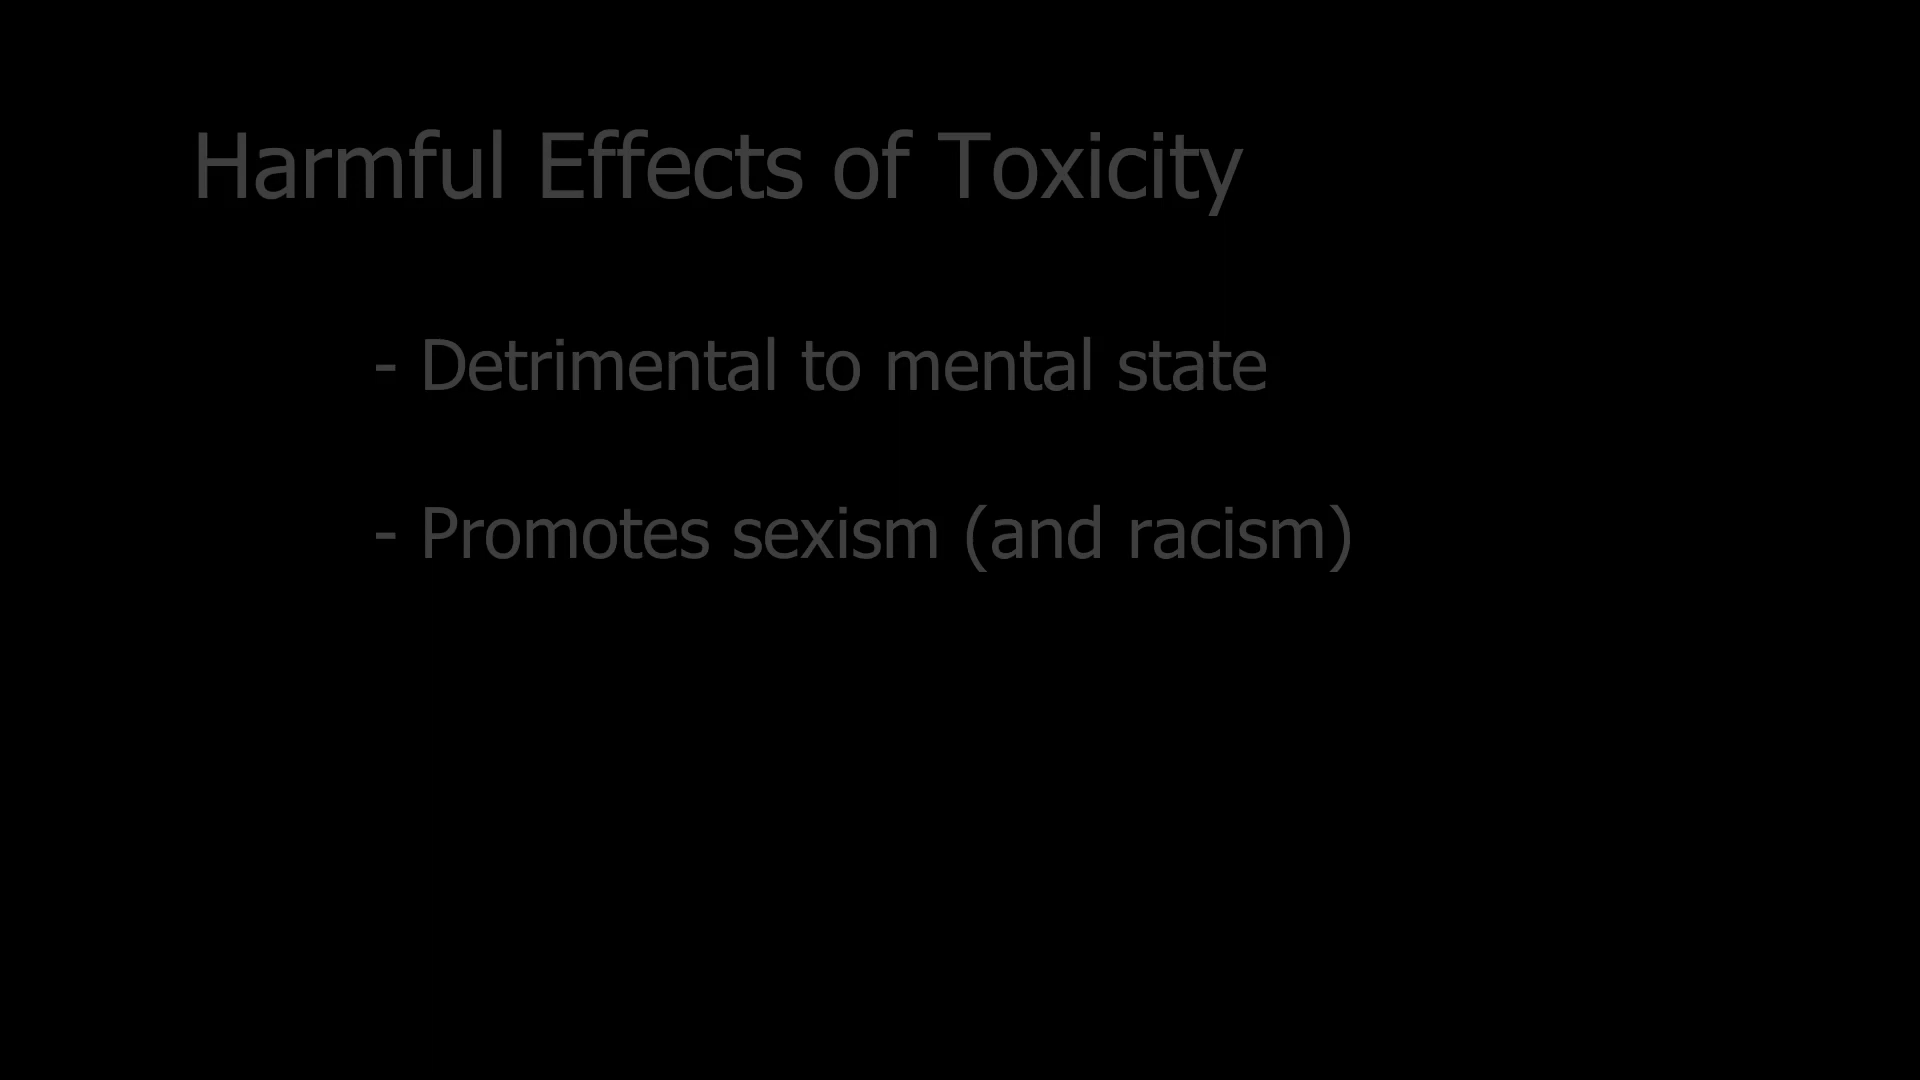 Harmful Effects of Toxicity
- Detrimental to mental state
- Promotes sexism (and racism)